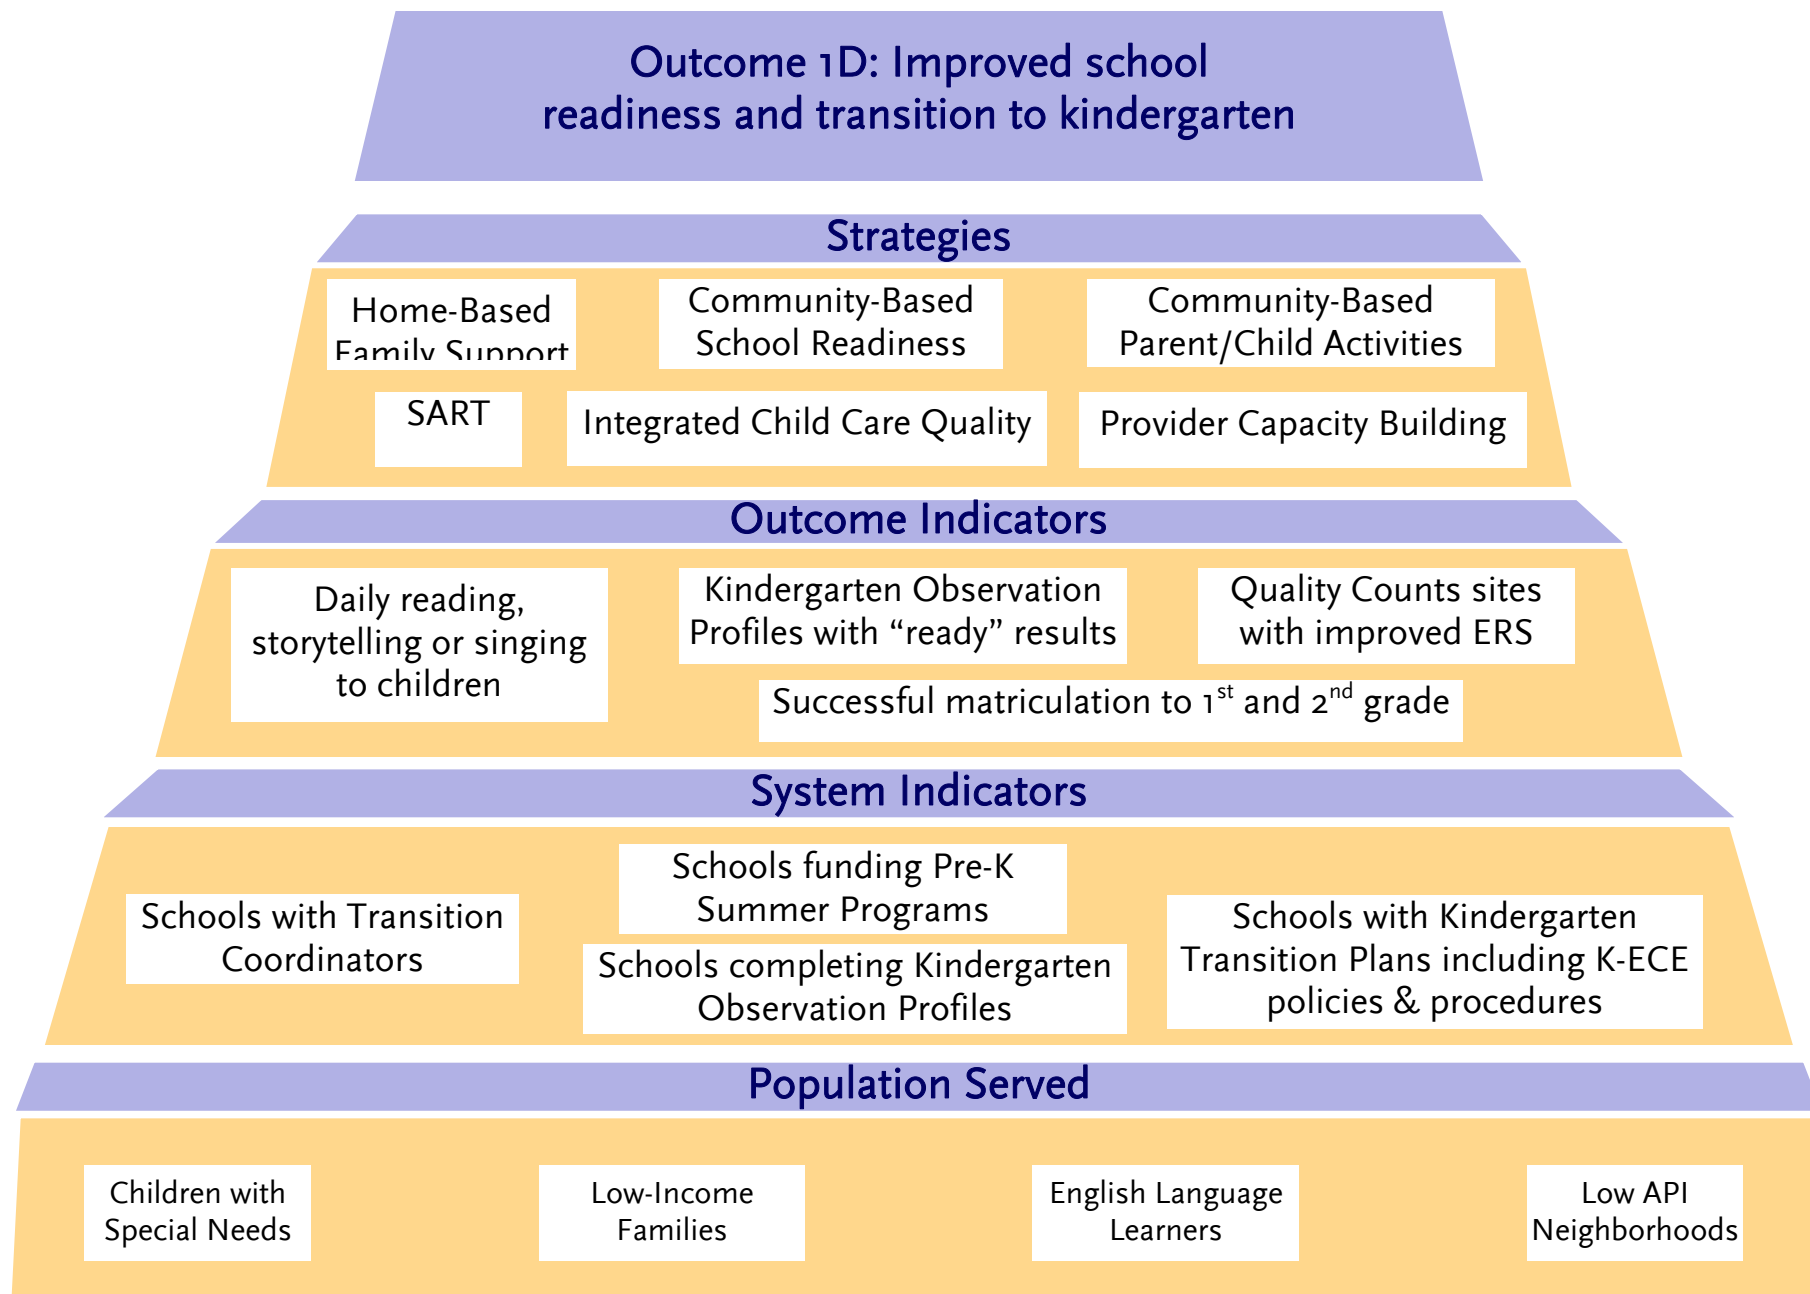 Outcome 1D: Improved school
readiness and transition to kindergarten
Strategies
Home-Based
Family Support
Community-Based
School Readiness
Community-Based
Parent/Child Activities
SART
Integrated Child Care Quality
Provider Capacity Building
Outcome Indicators
Daily reading,
storytelling or singing
to children
Kindergarten Observation
Profiles with “ready” results
Quality Counts sites
with improved ERS
Successful matriculation to 1st and 2nd grade
System Indicators
Schools with Transition
Coordinators
Schools funding Pre-K
Summer Programs
Schools completing Kindergarten
Observation Profiles
Schools with Kindergarten
Transition Plans including K-ECE
policies & procedures
Population Served
Children with
Special Needs
Low-Income
Families
English Language
Learners
Low API
Neighborhoods